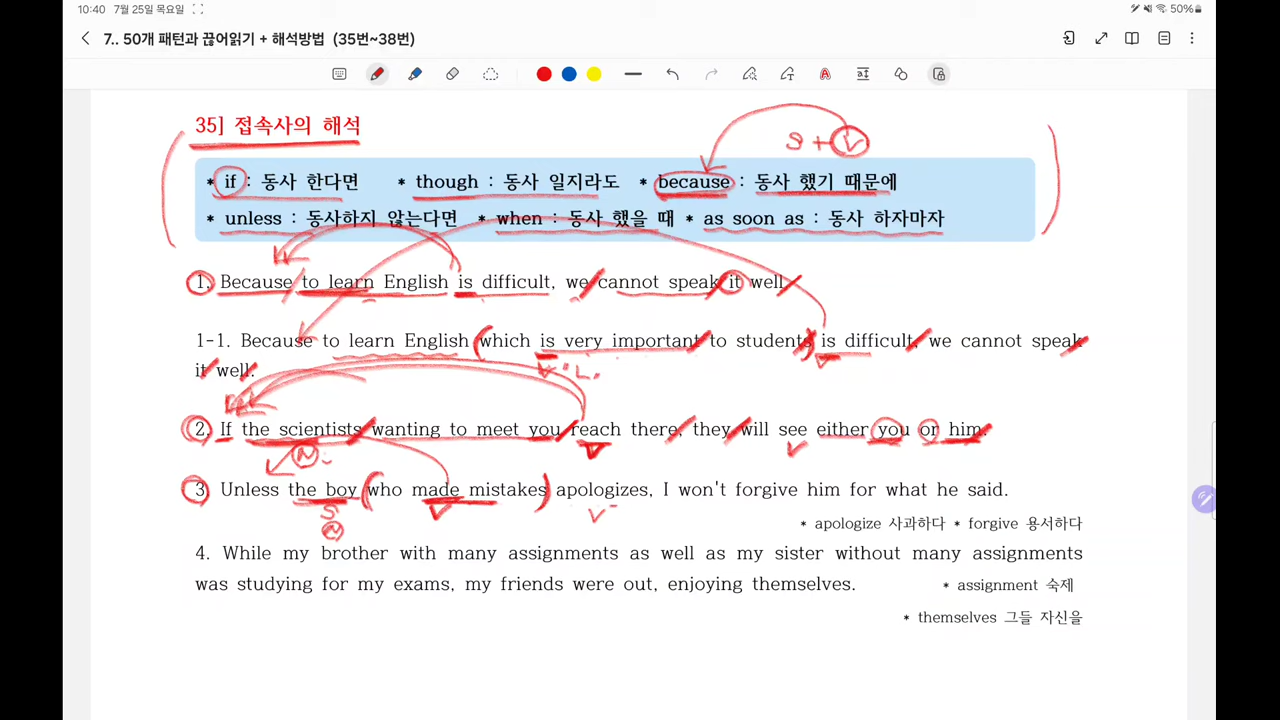 10:40 7월 25일 목요일 50%
7.. 50개 패턴과 끊어읽기 + 해석방법 (35번~38번)
35] 접속사의 해석
S + V
* if : 동사 한다면 * though : 동사 일지라도 * because : 동사 했기 때문에
* unless : 동사하지 않는다면 * when : 동사 했을 때 * as soon as : 동사 하자마자
1. Because to learn English is difficult, we cannot speak it well.
1-1. Because to learn English which is very important to students is difficult, we cannot speak
it well.
2. If the scientists wanting to meet you reach there, they will see either you or him.
3. Unless the boy who made mistakes apologizes, I won't forgive him for what he said.
* apologize 사과하다 * forgive 용서하다
4. While my brother with many assignments as well as my sister without many assignments
was studying for my exams, my friends were out, enjoying themselves. * assignment 숙제
* themselves 그들 자신을